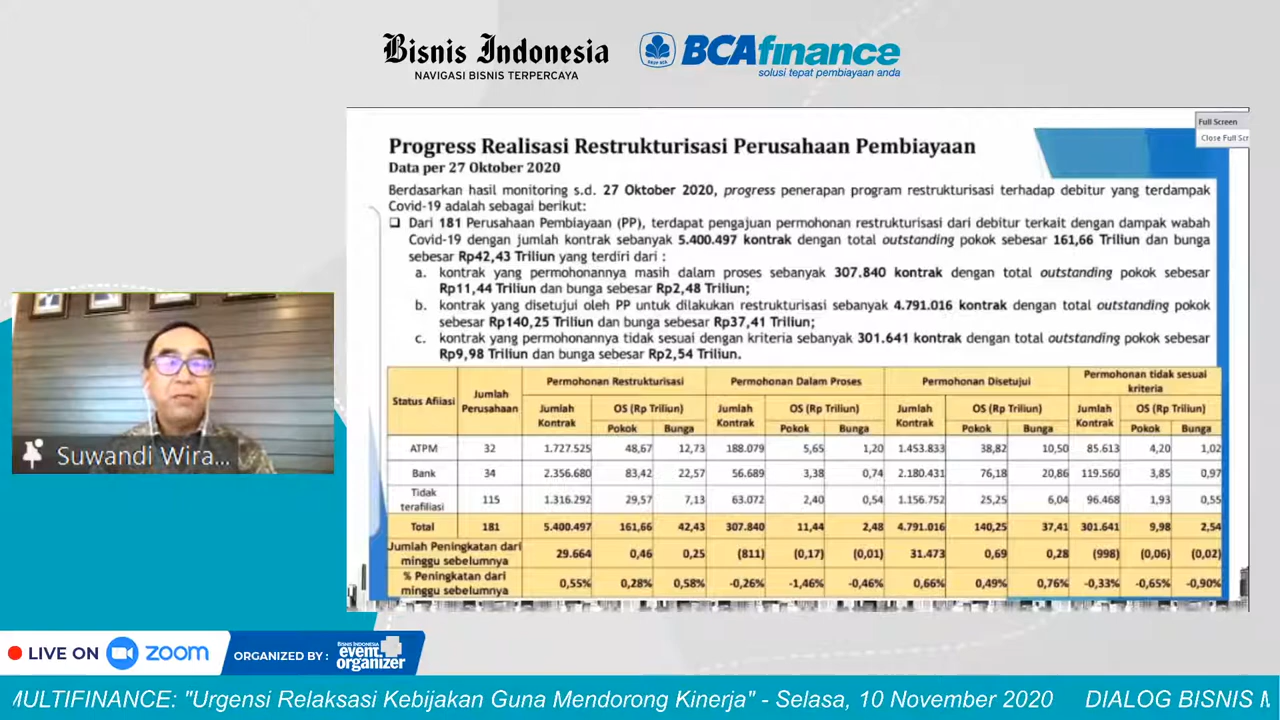 Bisnis Indonesia
NAVIGASI BISNIS TERPERCAYA
BCA finance
solusi tepat pembiayaan anda
Full Screen
Close Full Scr
Progress Realisasi Restrukturisasi Perusahaan Pembiayaan
Data per 27 Oktober 2020
Berdasarkan hasil monitoring s.d. 27 Oktober 2020, progress penerapan program restrukturisasi terhadap debitur yang terdampak
Covid-19 adalah sebagai berikut:
❑ Dari 181 Perusahaan Pembiayaan (PP), terdapat pengajuan permohonan restrukturisasi dari debitur terkait dengan dampak wabah
Covid-19 dengan jumlah kontrak sebanyak 5.400.497 kontrak dengan total outstanding pokok sebesar 161,66 Triliun dan bunga
sebesar Rp42,43 Triliun yang terdiri dari :
a. kontrak yang permohonannya masih dalam proses sebanyak 307.840 kontrak dengan total outstanding pokok sebesar
Rp11,44 Triliun dan bunga sebesar Rp2,48 Triliun;
b. kontrak yang disetujui oleh PP untuk dilakukan restrukturisasi sebanyak 4.791.016 kontrak dengan total outstanding pokok
sebesar Rp140,25 Triliun dan bunga sebesar Rp37,41 Triliun;
c. kontrak yang permohonannya tidak sesuai dengan kriteria sebanyak 301.641 kontrak dengan total outstanding pokok sebesar
Rp9,98 Triliun dan bunga sebesar Rp2,54 Triliun.
Status Afiliasi Jumlah Perusahaan Permohonan Restrukturisasi Permohonan Dalam Proses Permohonan Disetujui Permohonan tidak sesuai kriteria
Jumlah Kontrak OS (Rp Triliun) Jumlah Kontrak OS (Rp Triliun) Jumlah Kontrak OS (Rp Triliun) Jumlah Kontrak OS (Rp Triliun)
Pokok Bunga Pokok Bunga Pokok Bunga Pokok Bunga
ATPM 32 1.727.525 48,67 12,73 188.079 5,65 1,20 1.453.833 38,82 10,50 85.613 4,20 1,02
Bank 34 2.356.680 83,42 22,57 56.689 3,38 0,74 2.180.431 76,18 20,86 119.560 3,85 0,97
Tidak terafiliasi 115 1.316.292 29,57 7,13 63.072 2,40 0,54 1.156.752 25,25 6,04 96.468 1,93 0,55
Total 181 5.400.497 161,66 42,43 307.840 11,44 2,48 4.791.016 140,25 37,41 301.641 9,98 2,54
Jumlah Peningkatan dari minggu sebelumnya 29.664 0,46 0,25 (811) (0,17) (0,01) 31.473 0,69 0,28 (998) (0,06) (0,02)
% Peningkatan dari minggu sebelumnya 0,55% 0,28% 0,58% -0,26% -1,46% -0,46% 0,66% 0,49% 0,76% -0,33% -0,65% -0,90%
Suwandi Wira...
LIVE ON zoom
ORGANIZED BY :
BISNIS INDONESIA
event
organizer
MULTIFINANCE: "Urgensi Relaksasi Kebijakan Guna Mendorong Kinerja" - Selasa, 10 November 2020 DIALOG BISNIS M